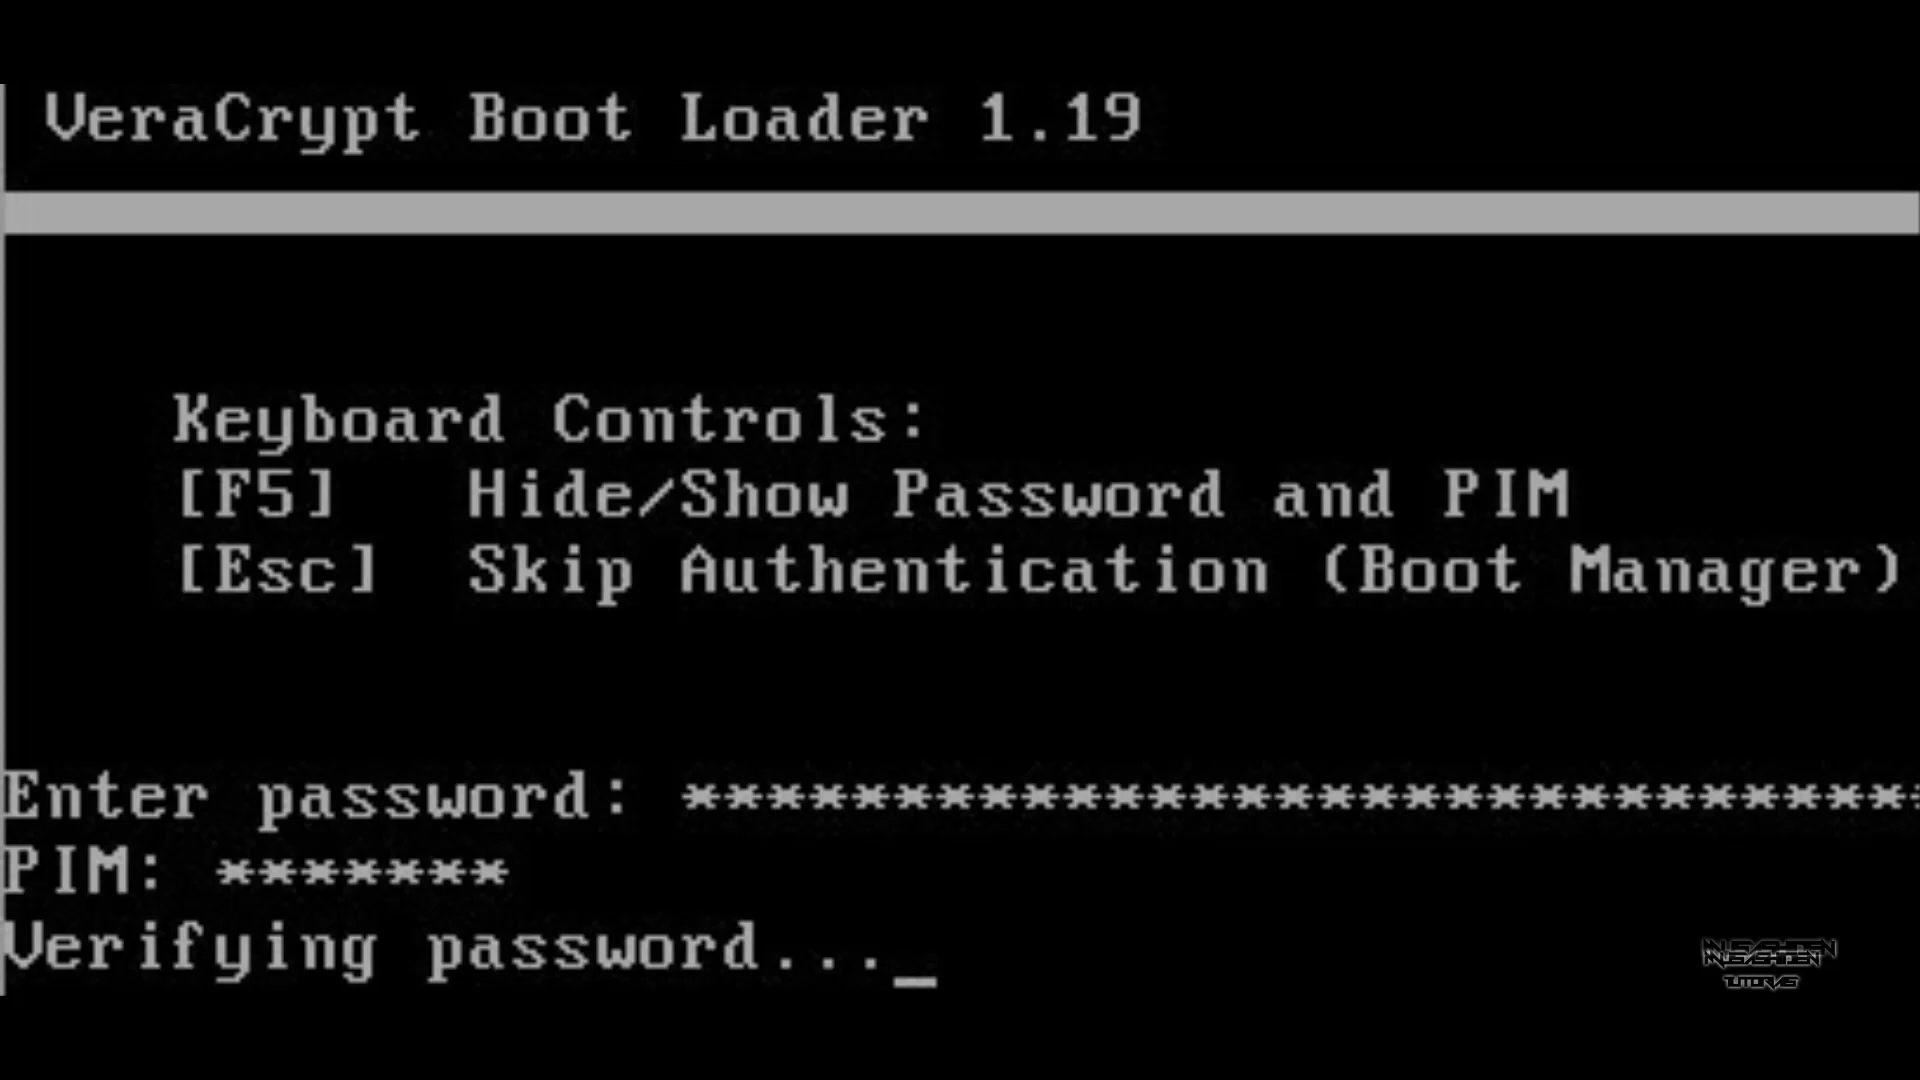 VeraCrypt Boot Loader 1.19
Keyboard Controls:
[F5] Hide/Show Password and PIM
[Esc] Skip Authentication (Boot Manager)
Enter password: ******************************
PIM: *******
Verifying password..._